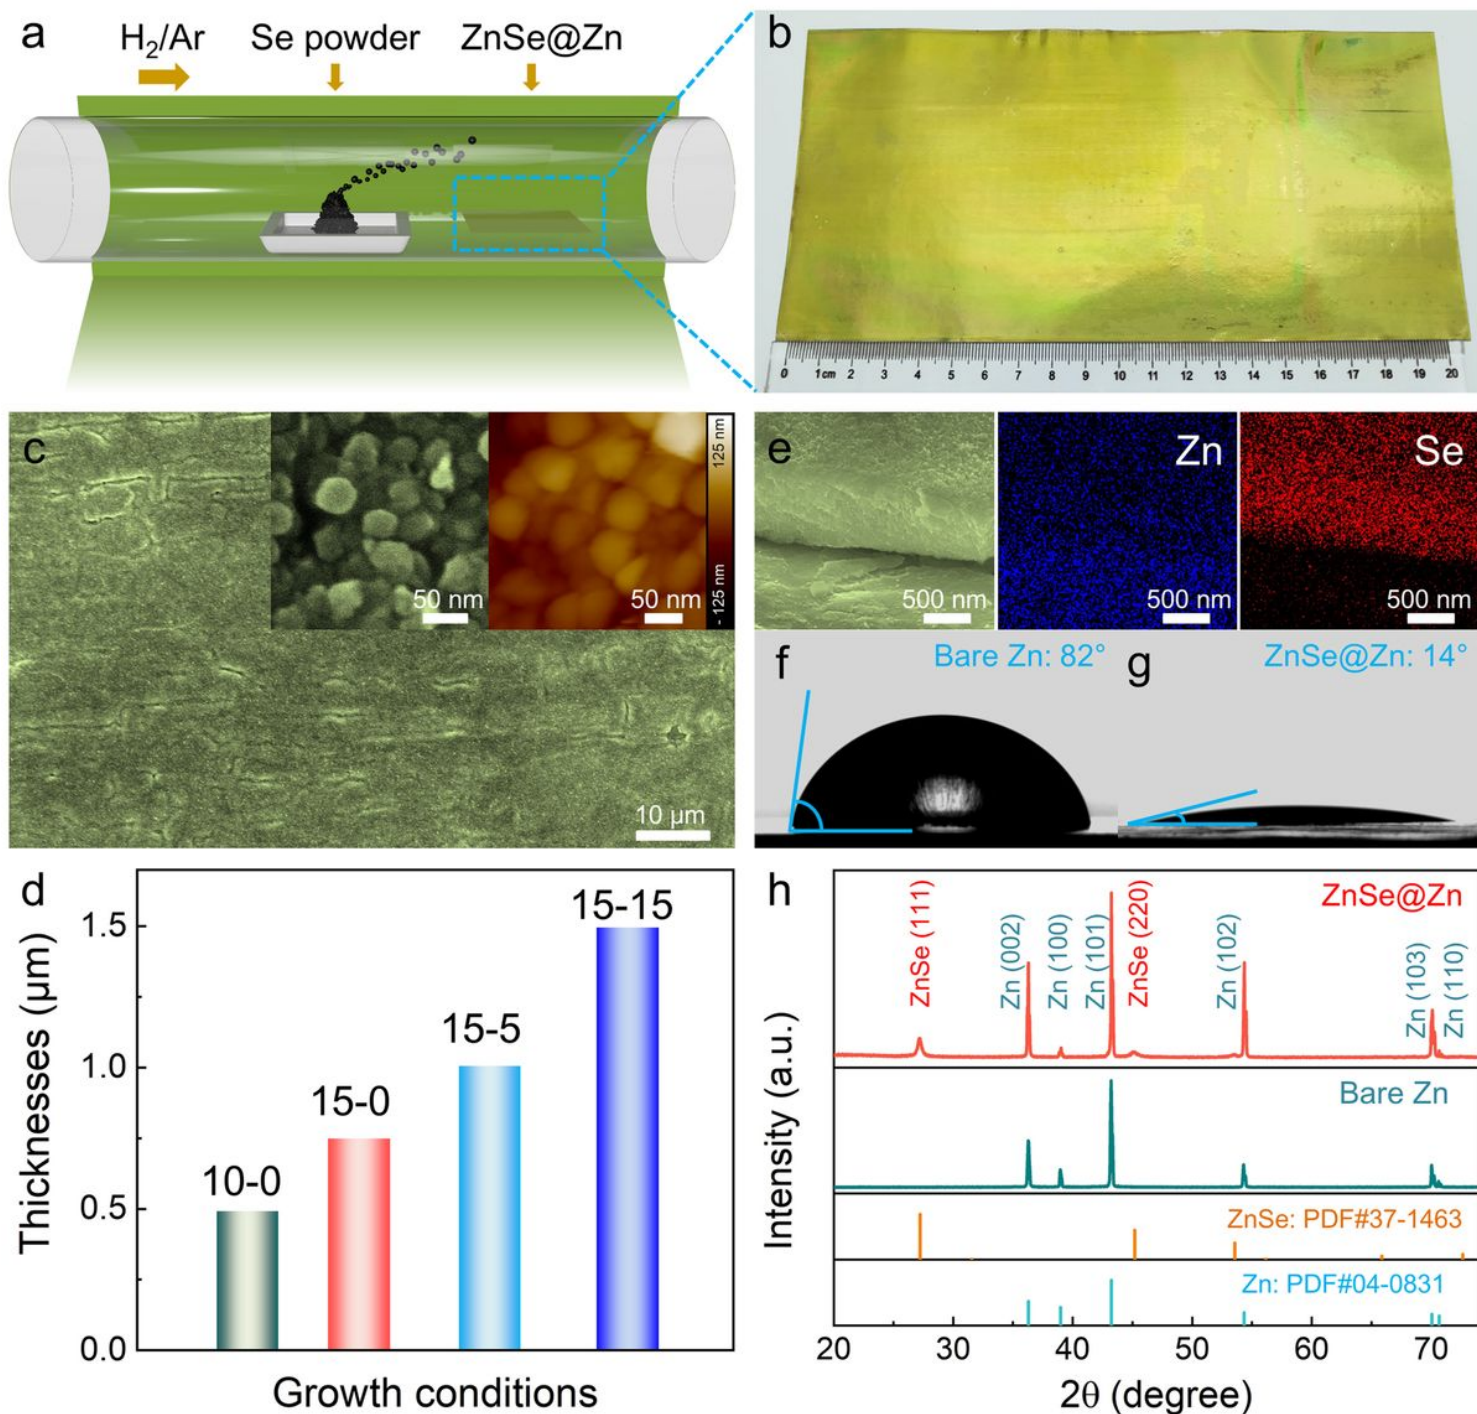 a
H₂/Ar
Se powder
ZnSe@Zn
b
0 1 cm 2 3 4 5 6 7 8 9 10 11 12 13 14 15 16 17 18 19 20
c
50 nm
50 nm
125 nm
- 125 nm
10 µm
e
500 nm
Zn
500 nm
Se
500 nm
f
Bare Zn: 82°
g
ZnSe@Zn: 14°
d
Thicknesses (µm)
1.5
1.0
0.5
0.0
10-0
15-0
15-5
15-15
Growth conditions
h
Intensity (a.u.)
ZnSe@Zn
ZnSe (111)
Zn (002)
Zn (100)
Zn (101)
ZnSe (220)
Zn (102)
Zn (103)
Zn (110)
Bare Zn
ZnSe: PDF#37-1463
Zn: PDF#04-0831
20 30 40 50 60 70
2θ (degree)